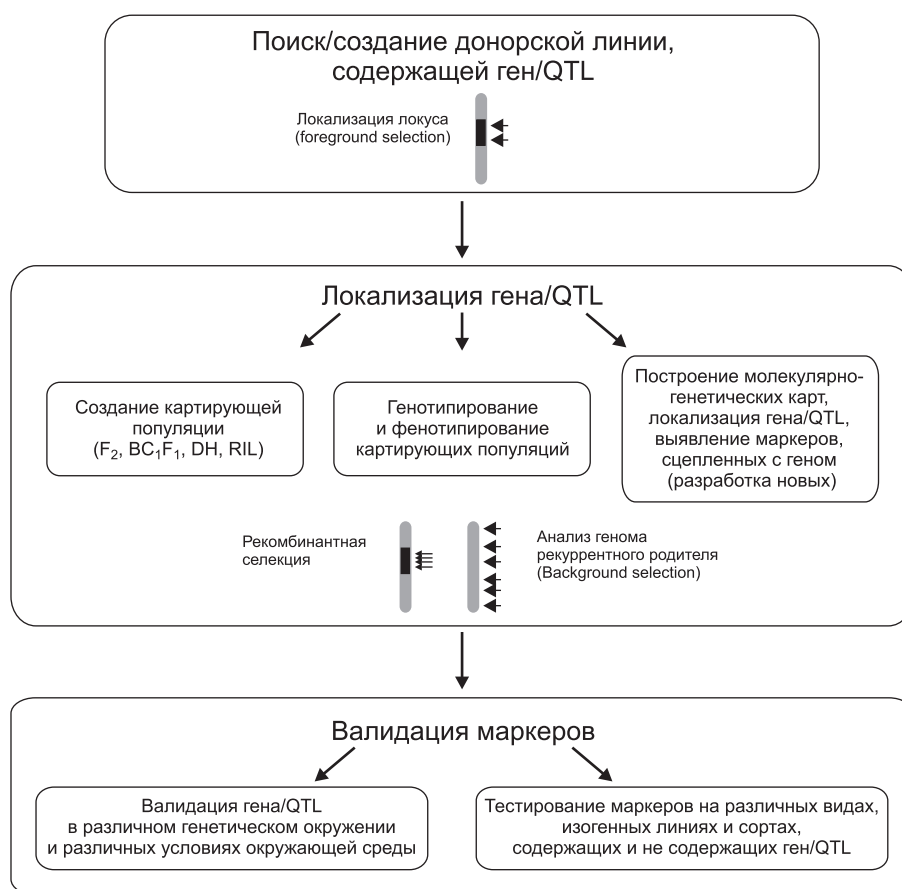 Поиск/создание донорской линии,
содержащей ген/QTL
Локализация локуса
(foreground selection)
Локализация гена/QTL
Создание картирующей
популяции
(F₂, BC₁F₁, DH, RIL)
Генотипирование
и фенотипирование
картирующих популяций
Построение молекулярно-
генетических карт,
локализация гена/QTL,
выявление маркеров,
сцепленных с геном
(разработка новых)
Рекомбинантная
селекция
Анализ генома
рекуррентного родителя
(Background selection)
Валидация маркеров
Валидация гена/QTL
в различном генетическом окружении
и различных условиях окружающей среды
Тестирование маркеров на различных видах,
изогенных линиях и сортах,
содержащих и не содержащих ген/QTL